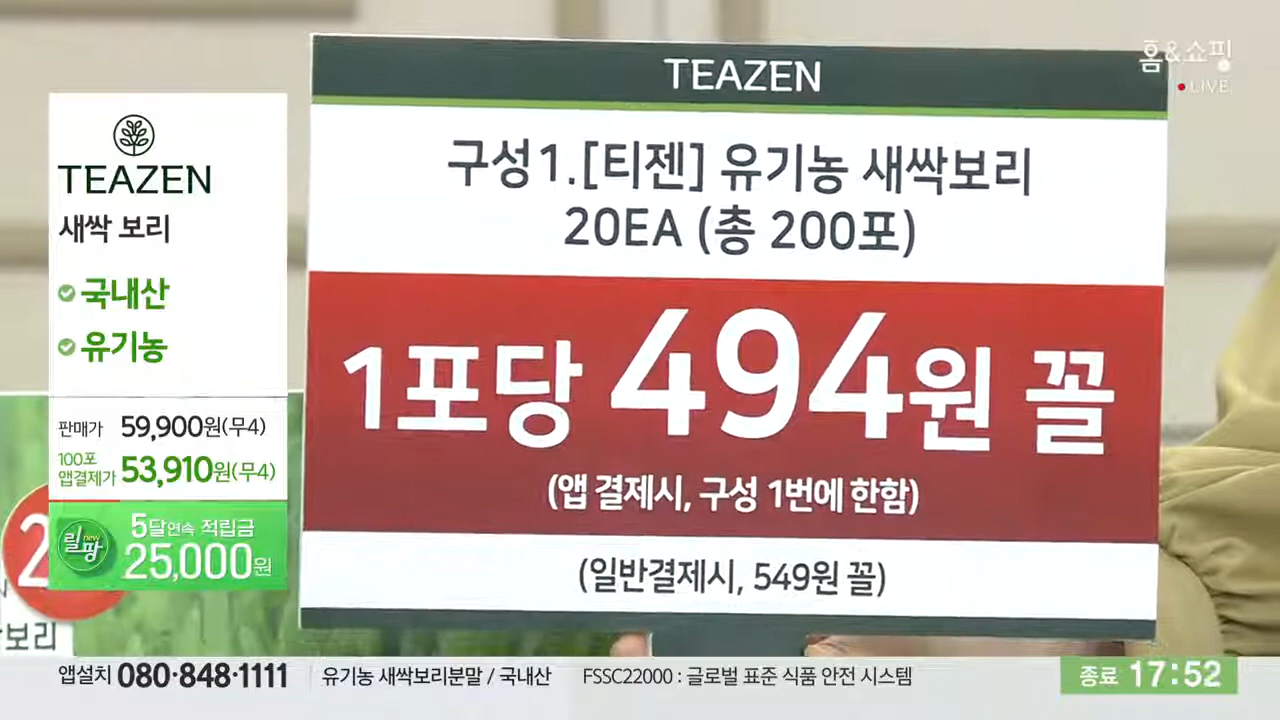 홈&쇼핑
LIVE
TEAZEN
구성1.[티젠] 유기농 새싹보리
20EA (총 200포)
1포당 494원 꼴
(앱 결제시, 구성 1번에 한함)
(일반결제시, 549원 꼴)
TEAZEN
새싹 보리
국내산
유기농
판매가 59,900원(무4)
100포
앱결제가 53,910원(무4)
new
릴팡
5달연속 적립금
25,000원
2
보리
앱설치 080·848·1111
유기농 새싹보리분말 / 국내산
FSSC22000 : 글로벌 표준 식품 안전 시스템
종료 17:52